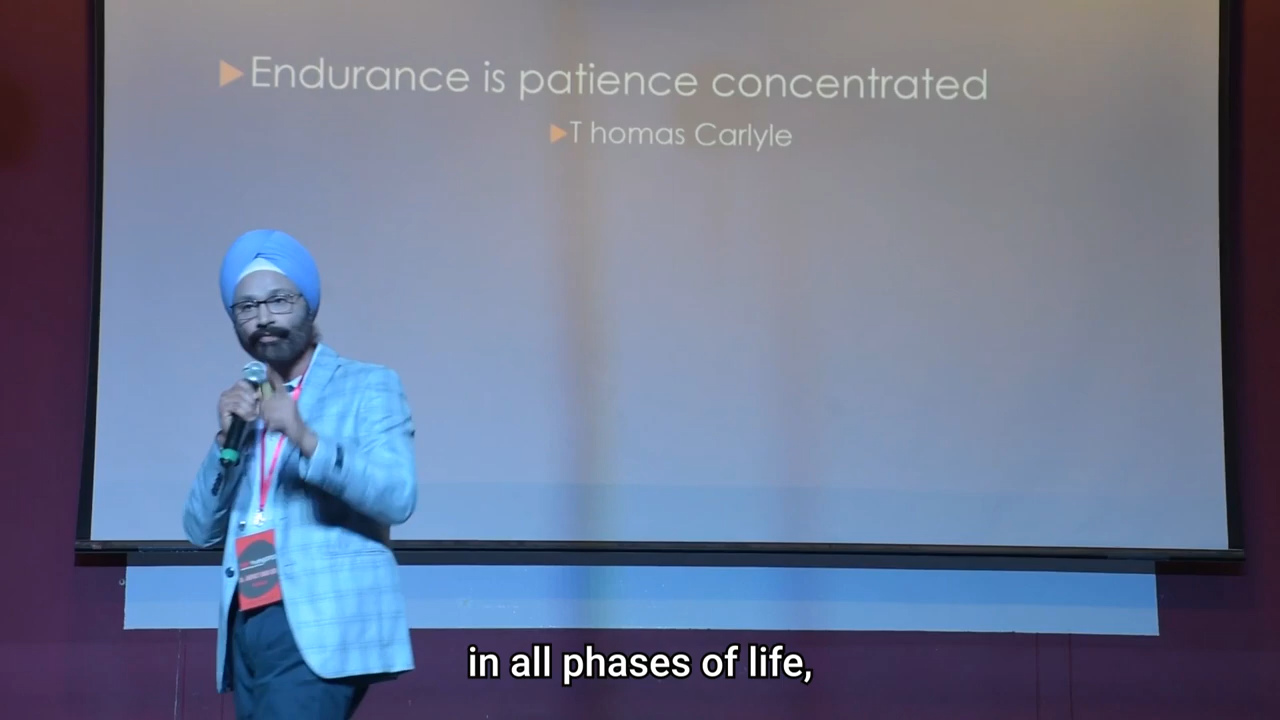 Endurance is patience concentrated
T homas Carlyle
in all phases of life,